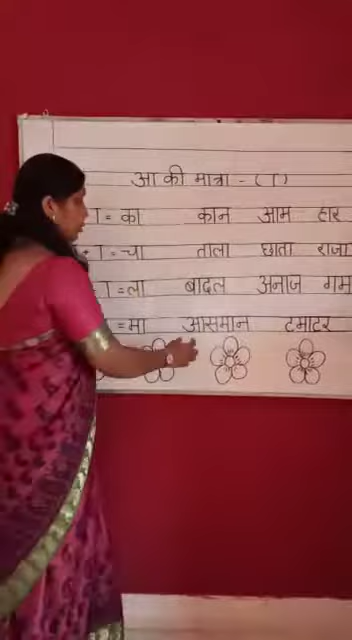 आ की मात्रा - ( ा )
ा = का कान आम हार
+ ा = चा ताला छाता राजा
ा = ला बादल अनाज
= मा आसमान टमाटर